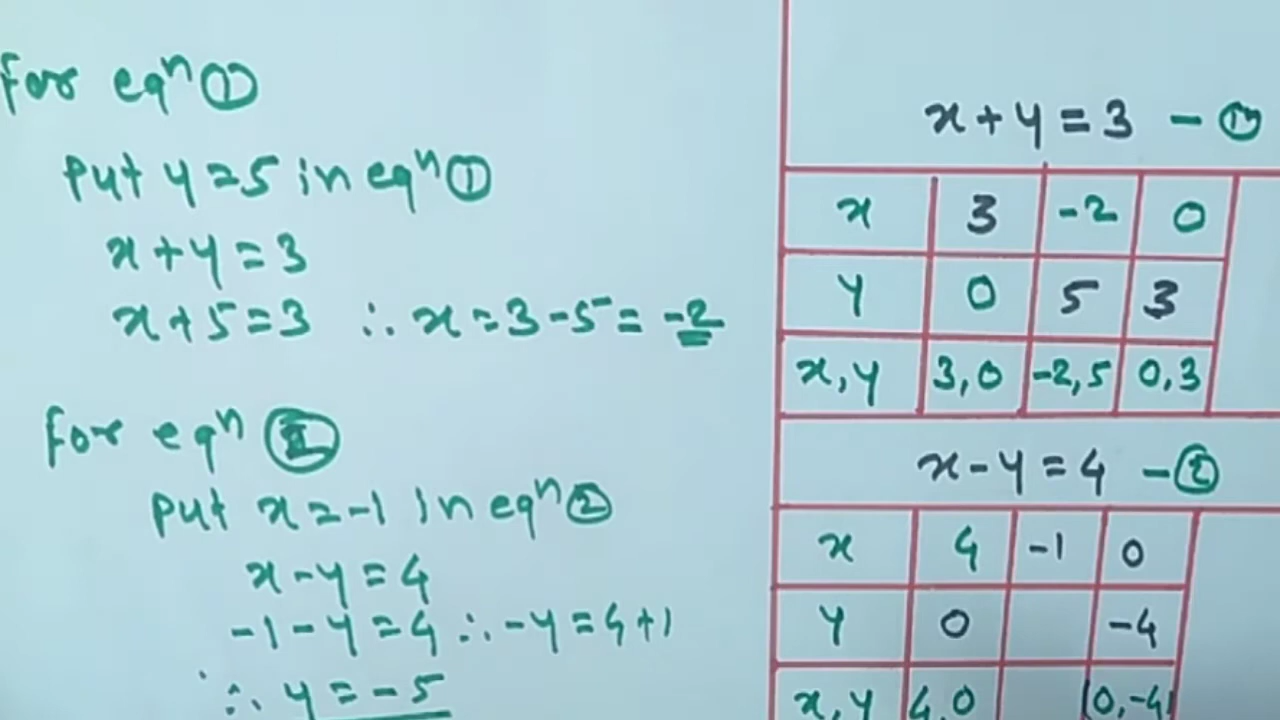 For eqⁿ ①
Put y=5 in eqⁿ ①
x+y=3
x+5=3 ∴ x=3-5=-2
For eqⁿ
Put x=-1 in eqⁿ ②
x-y=4
-1-y=4 ∴ -y=4+1
∴ y=-5
x+y=3 - ①
x 3 -2 0
y 0 5 3
x,y 3,0 -2,5 0,3
x-y=4 - ②
x 4 -1 0
y 0 -4
x,y 4,0 (0,-4)